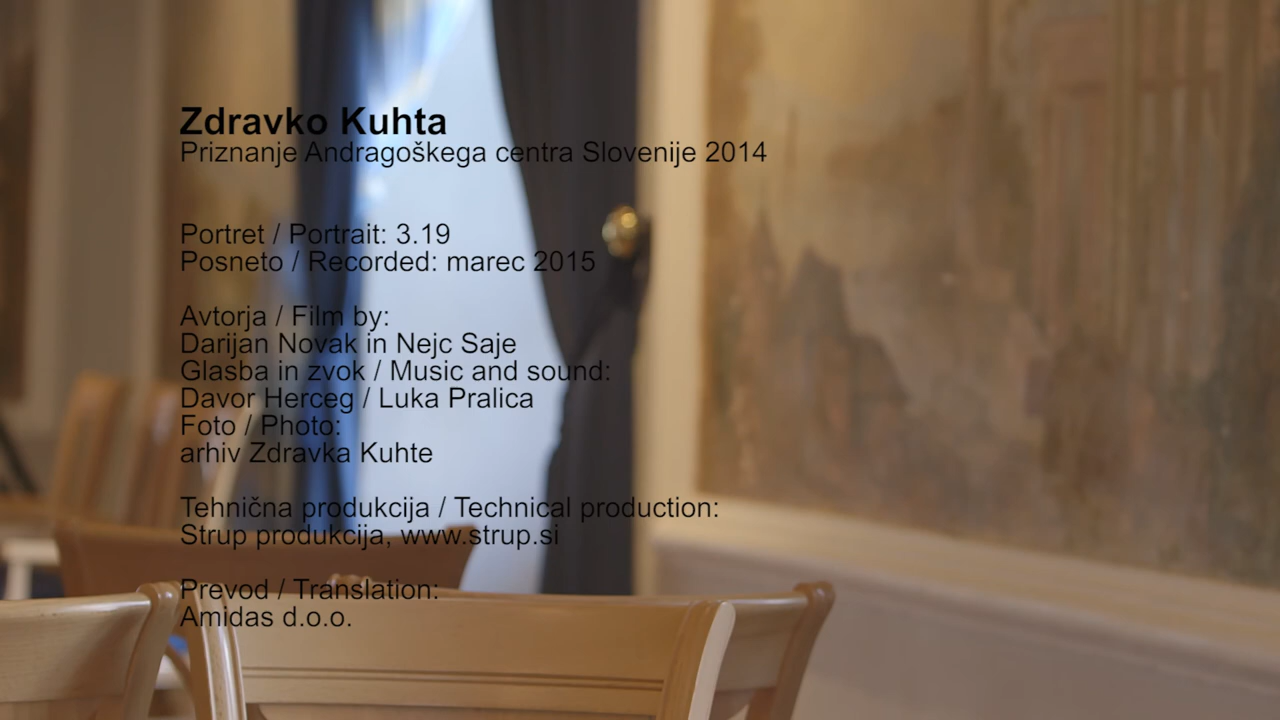 Zdravko Kuhta
Priznanje Andragoškega centra Slovenije 2014
Portret / Portrait: 3.19
Posneto / Recorded: marec 2015
Avtorja / Film by:
Darijan Novak in Nejc Saje
Glasba in zvok / Music and sound:
Davor Herceg / Luka Pralica
Foto / Photo:
arhiv Zdravka Kuhte
Tehnična produkcija / Technical production:
Strup produkcija, www.strup.si
Prevod / Translation:
Amidas d.o.o.